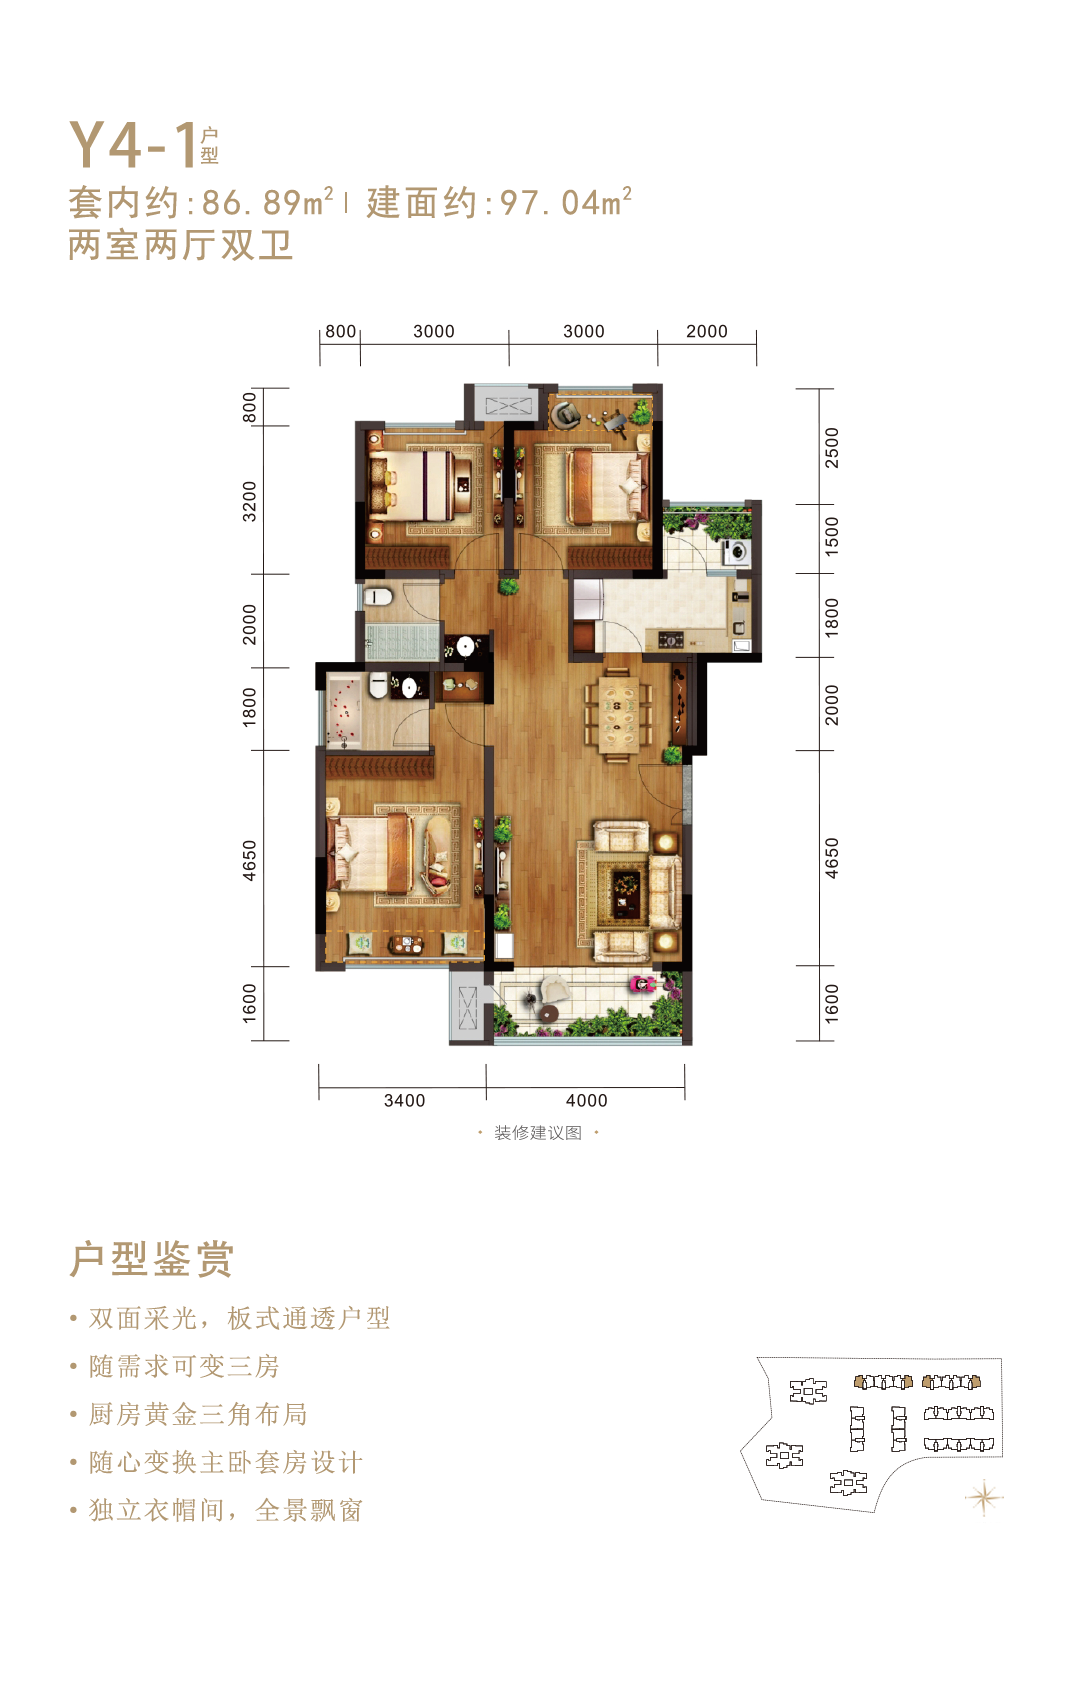 Y4-1户型
套内约:86.89m²| 建面约:97.04m²
两室两厅双卫
800 3000 3000 2000
800
3200
2000
1800
4650
1600
2500
1500
1800
2000
4650
1600
3400 4000
· 装修建议图 ·
户型鉴赏
• 双面采光，板式通透户型
• 随需求可变三房
• 厨房黄金三角布局
• 随心变换主卧套房设计
• 独立衣帽间，全景飘窗